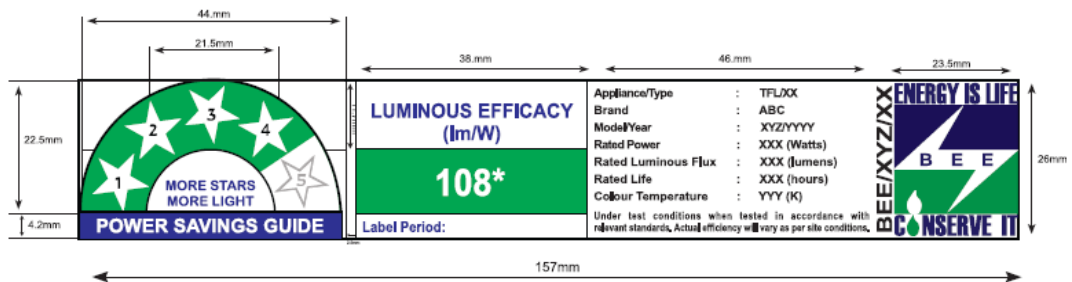 44.mm
21.5mm
38.mm
46.mm
23.5mm
22.5mm
4.2mm
26mm
1
2
3
4
5
MORE STARS
MORE LIGHT
POWER SAVINGS GUIDE
LUMINOUS EFFICACY
(lm/W)
108*
Label Period:
Appliance/Type : TFL/XX
Brand : ABC
Model/Year : XYZ/YYYY
Rated Power : XXX (Watts)
Rated Luminous Flux : XXX (lumens)
Rated Life : XXX (hours)
Colour Temperature : YYY (K)
Under test conditions when tested in accordance with
relevant standards. Actual efficiency will vary as per site conditions.
BEE/XYZ/XX
ENERGY IS LIFE
BEE
CONSERVE IT
157mm